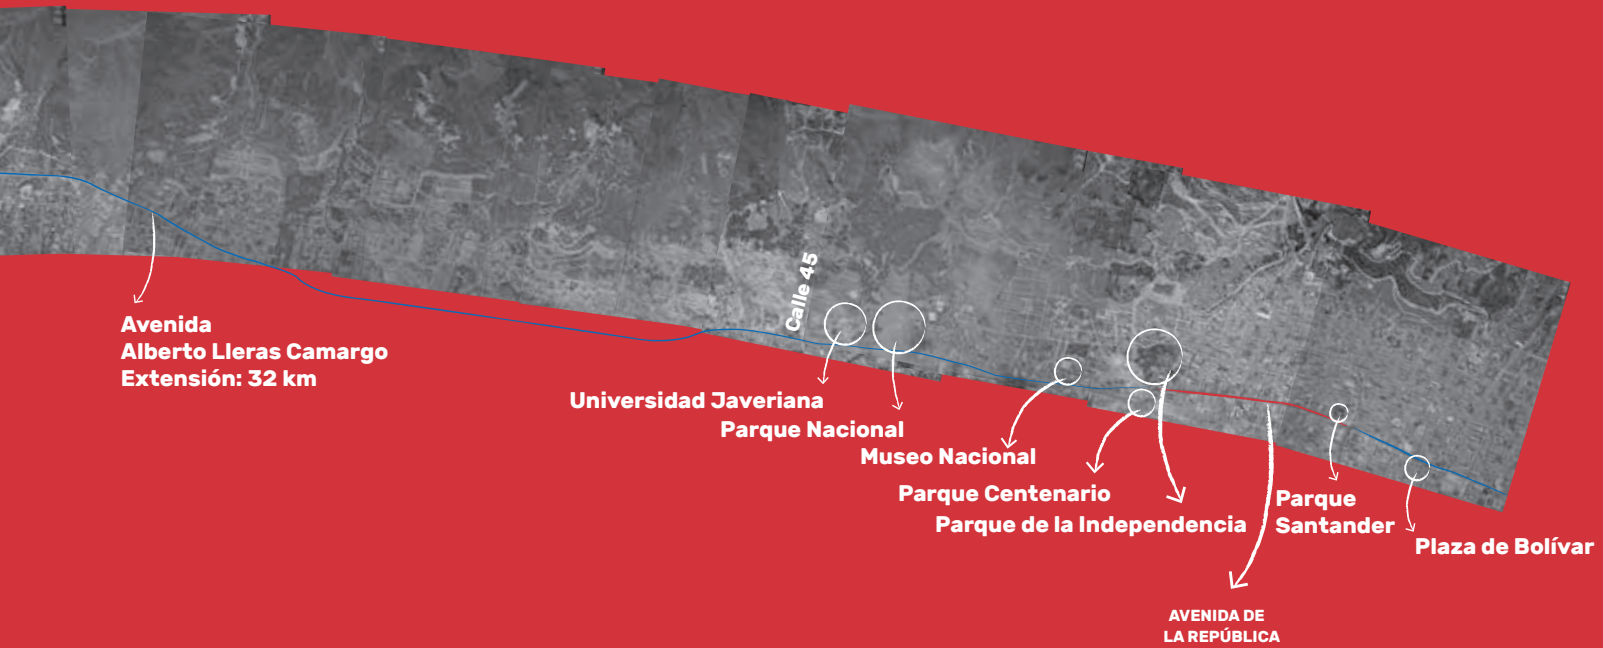 Calle 45
Avenida
Alberto Lleras Camargo
Extensión: 32 km
Universidad Javeriana
Parque Nacional
Museo Nacional
Parque Centenario
Parque de la Independencia
Parque
Santander
Plaza de Bolívar
AVENIDA DE
LA REPÚBLICA